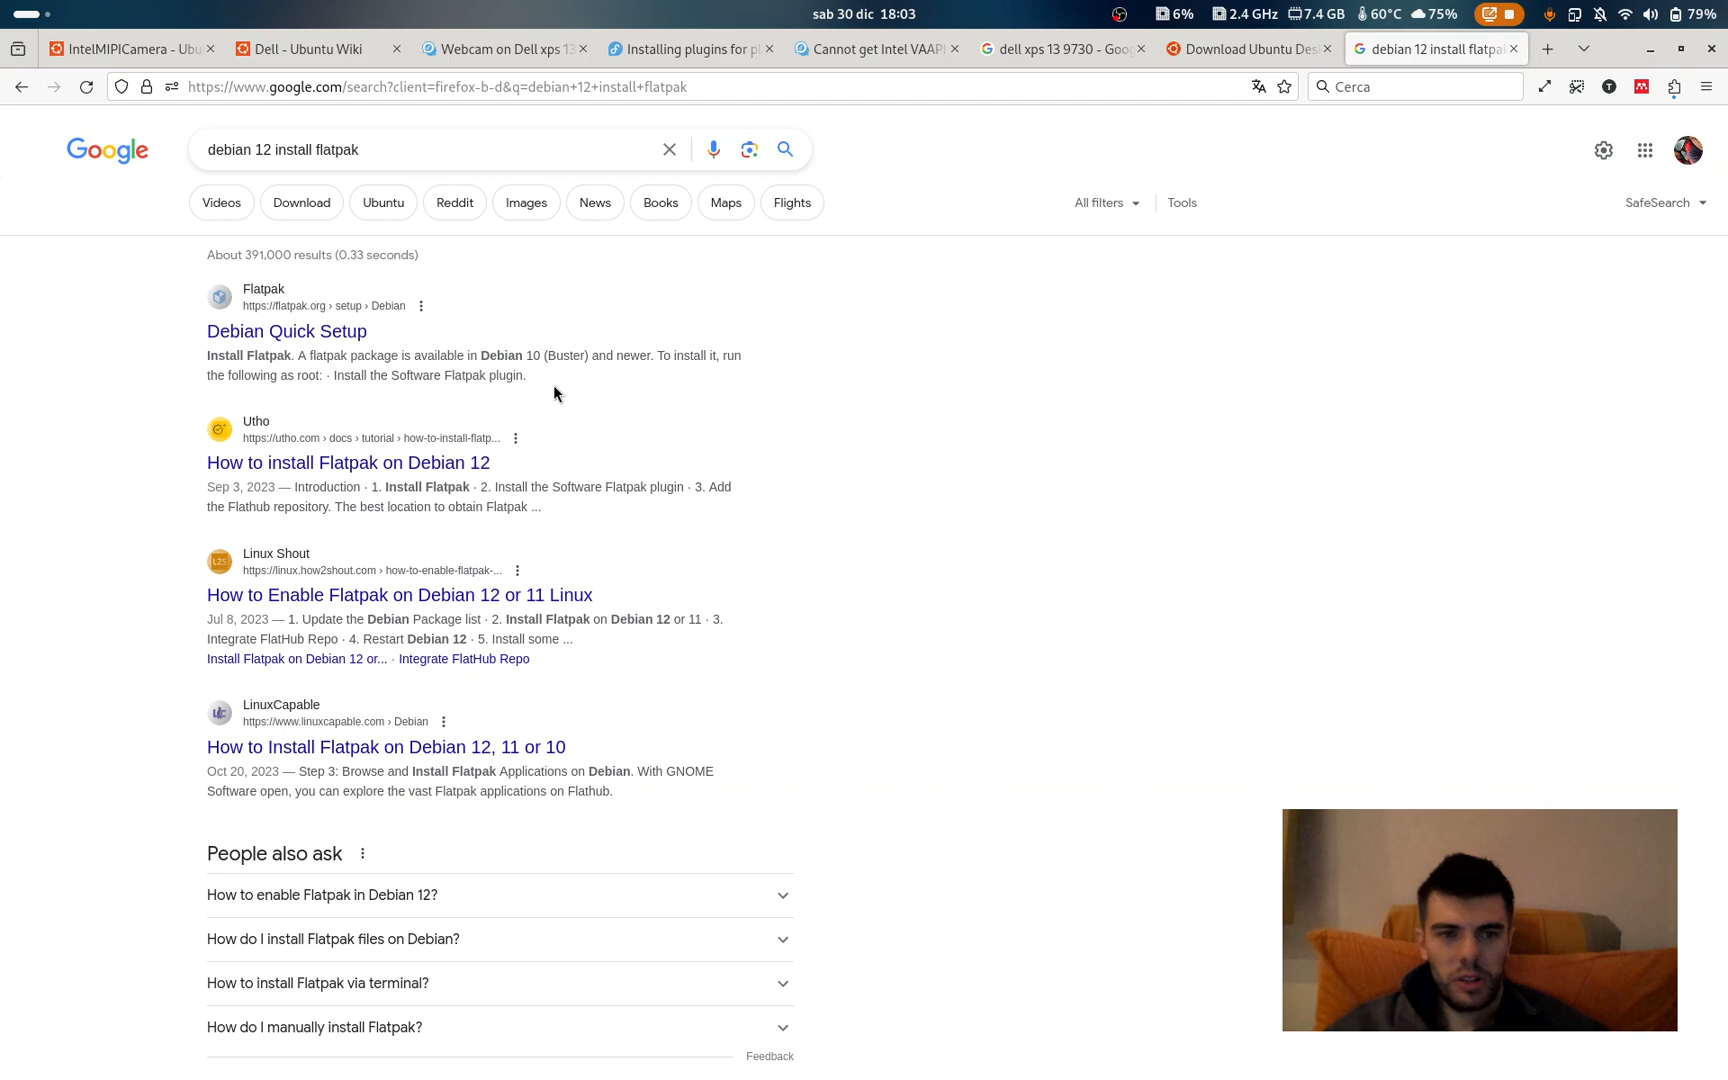 sab 30 dic 18:03
6% 2.4 GHz 7.4 GB 60°C 75% 79%
IntelMIPICamera - Ubu
Dell - Ubuntu Wiki
Webcam on Dell xps 13
Installing plugins for pl
Cannot get Intel VAAPI
dell xps 13 9730 - Goog
Download Ubuntu Des
debian 12 install flatpak
https://www.google.com/search?client=firefox-b-d&q=debian+12+install+flatpak
Cerca
Google
debian 12 install flatpak
Videos
Download
Ubuntu
Reddit
Images
News
Books
Maps
Flights
All filters
Tools
SafeSearch
About 391,000 results (0.33 seconds)
Flatpak
https://flatpak.org › setup › Debian
Debian Quick Setup
Install Flatpak. A flatpak package is available in Debian 10 (Buster) and newer. To install it, run
the following as root: · Install the Software Flatpak plugin.
Utho
https://utho.com › docs › tutorial › how-to-install-flatp...
How to install Flatpak on Debian 12
Sep 3, 2023 — Introduction · 1. Install Flatpak · 2. Install the Software Flatpak plugin · 3. Add
the Flathub repository. The best location to obtain Flatpak ...
Linux Shout
https://linux.how2shout.com › how-to-enable-flatpak-...
How to Enable Flatpak on Debian 12 or 11 Linux
Jul 8, 2023 — 1. Update the Debian Package list · 2. Install Flatpak on Debian 12 or 11 · 3.
Integrate FlatHub Repo · 4. Restart Debian 12 · 5. Install some ...
Install Flatpak on Debian 12 or... · Integrate FlatHub Repo
LinuxCapable
https://www.linuxcapable.com › Debian
How to Install Flatpak on Debian 12, 11 or 10
Oct 20, 2023 — Step 3: Browse and Install Flatpak Applications on Debian. With GNOME
Software open, you can explore the vast Flatpak applications on Flathub.
People also ask
How to enable Flatpak in Debian 12?
How do I install Flatpak files on Debian?
How to install Flatpak via terminal?
How do I manually install Flatpak?
Feedback